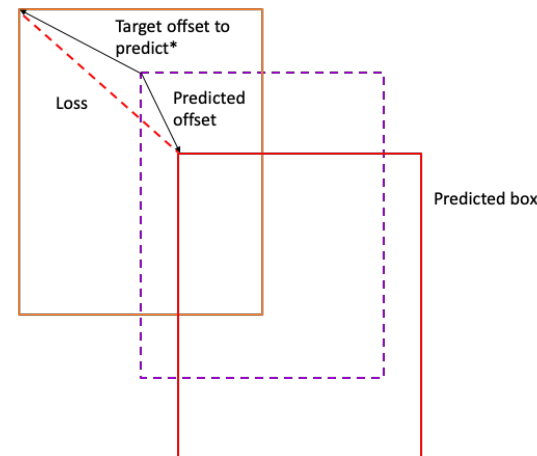 Target offset to
predict*
Loss
Predicted
offset
Predicted box